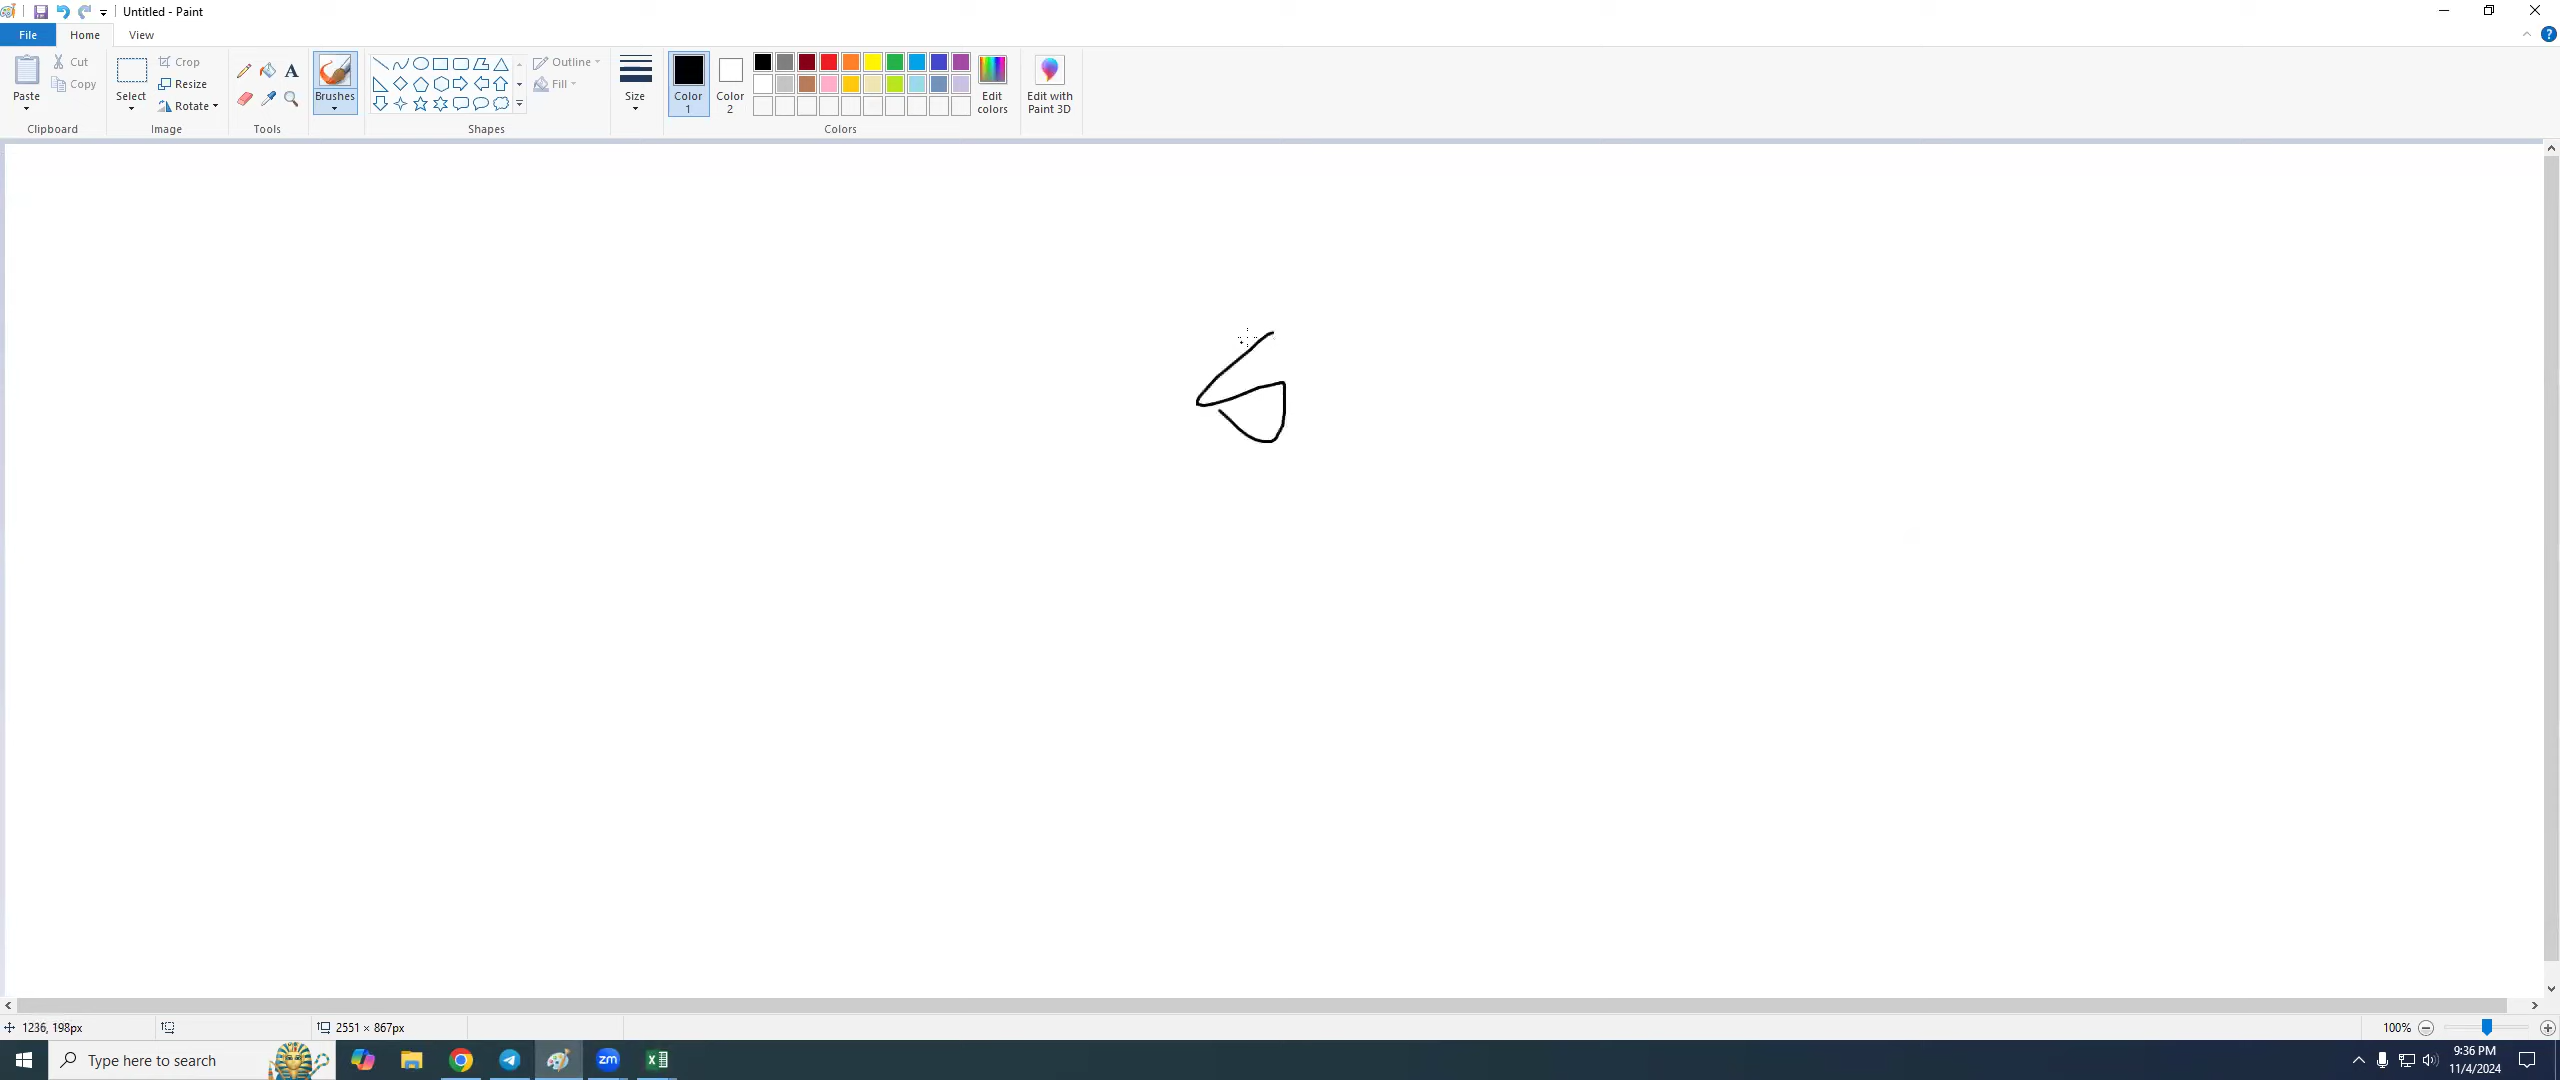 Untitled - Paint
File Home View
Paste Cut Copy Clipboard
Select Crop Resize Rotate Image
A Tools
Brushes
Outline Fill Shapes
Size
Color 1 Color 2 Edit colors Colors
Edit with Paint 3D
1236, 198px 2551 × 867px 100%
Type here to search zm 9:36 PM
11/4/2024